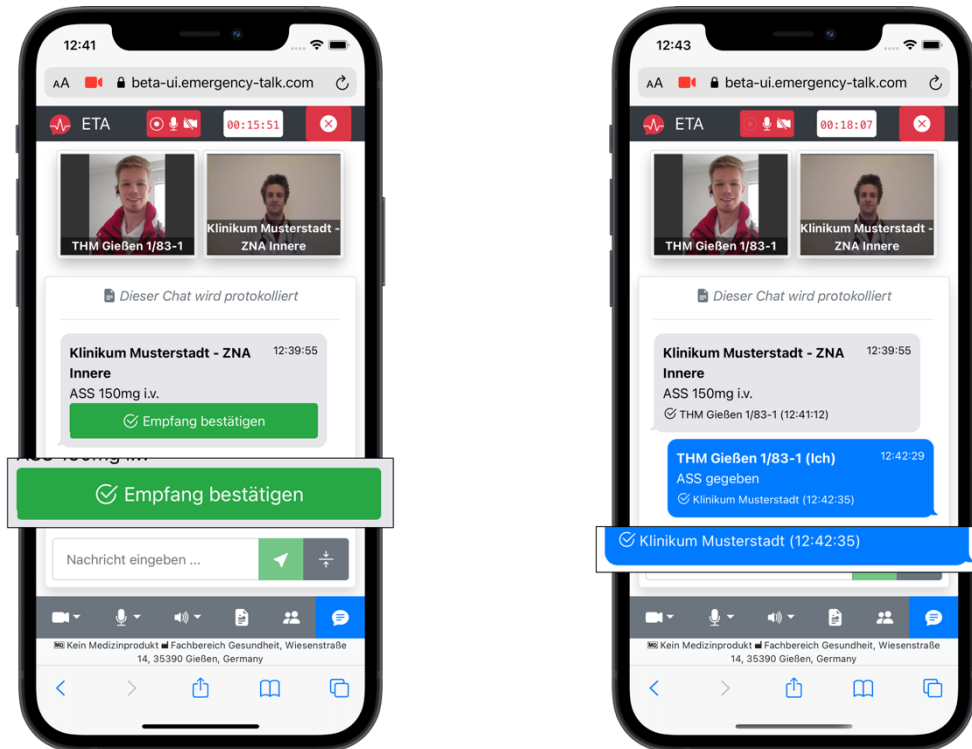 12:41
AA beta-ui.emergency-talk.com
ETA 00:15:51
THM Gießen 1/83-1
Klinikum Musterstadt -
ZNA Innere
Dieser Chat wird protokolliert
Klinikum Musterstadt - ZNA 12:39:55
Innere
ASS 150mg i.v.
Empfang bestätigen
ASS 150mg i.v.
Empfang bestätigen
Nachricht eingeben ...
MD Kein Medizinprodukt Fachbereich Gesundheit, Wiesenstraße
14, 35390 Gießen, Germany
12:43
AA beta-ui.emergency-talk.com
ETA 00:18:07
THM Gießen 1/83-1
Klinikum Musterstadt -
ZNA Innere
Dieser Chat wird protokolliert
Klinikum Musterstadt - ZNA 12:39:55
Innere
ASS 150mg i.v.
THM Gießen 1/83-1 (12:41:12)
THM Gießen 1/83-1 (Ich) 12:42:29
ASS gegeben
Klinikum Musterstadt (12:42:35)
Klinikum Musterstadt (12:42:35)
MD Kein Medizinprodukt Fachbereich Gesundheit, Wiesenstraße
14, 35390 Gießen, Germany